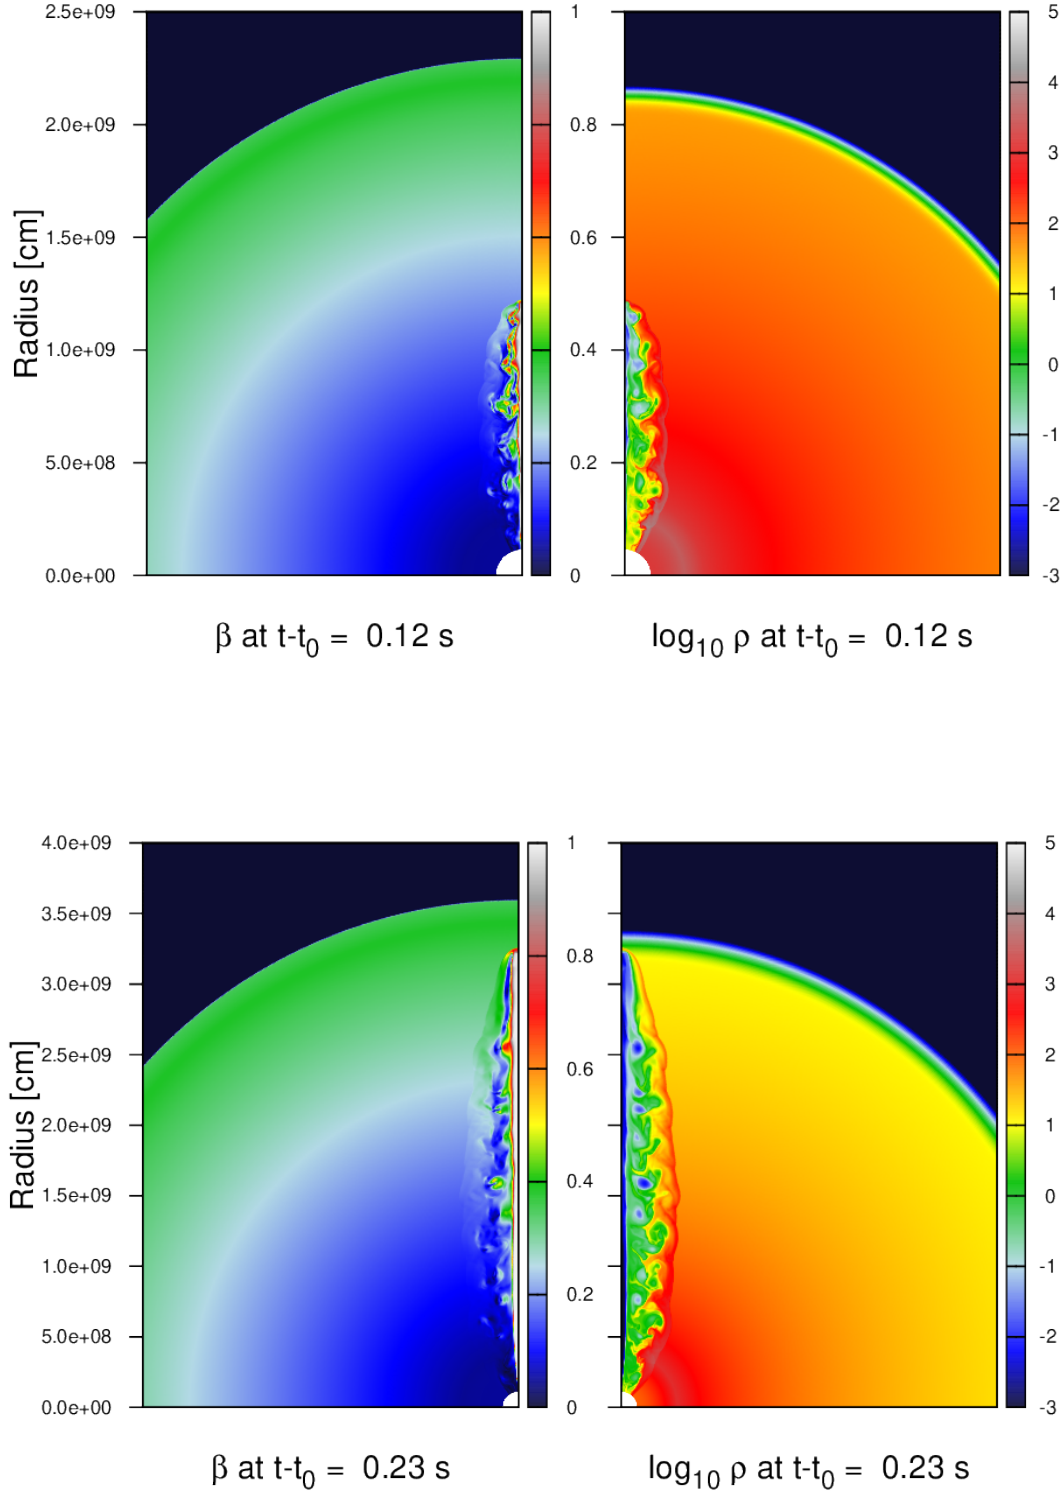 2.5e+09
2.0e+09
1.5e+09
1.0e+09
5.0e+08
0.0e+00
Radius [cm]
1
0.8
0.6
0.4
0.2
0
5
4
3
2
1
0
-1
-2
-3
β at t-t₀ = 0.12 s
log₁₀ ρ at t-t₀ = 0.12 s
4.0e+09
3.5e+09
3.0e+09
2.5e+09
2.0e+09
1.5e+09
1.0e+09
5.0e+08
0.0e+00
Radius [cm]
1
0.8
0.6
0.4
0.2
0
5
4
3
2
1
0
-1
-2
-3
β at t-t₀ = 0.23 s
log₁₀ ρ at t-t₀ = 0.23 s